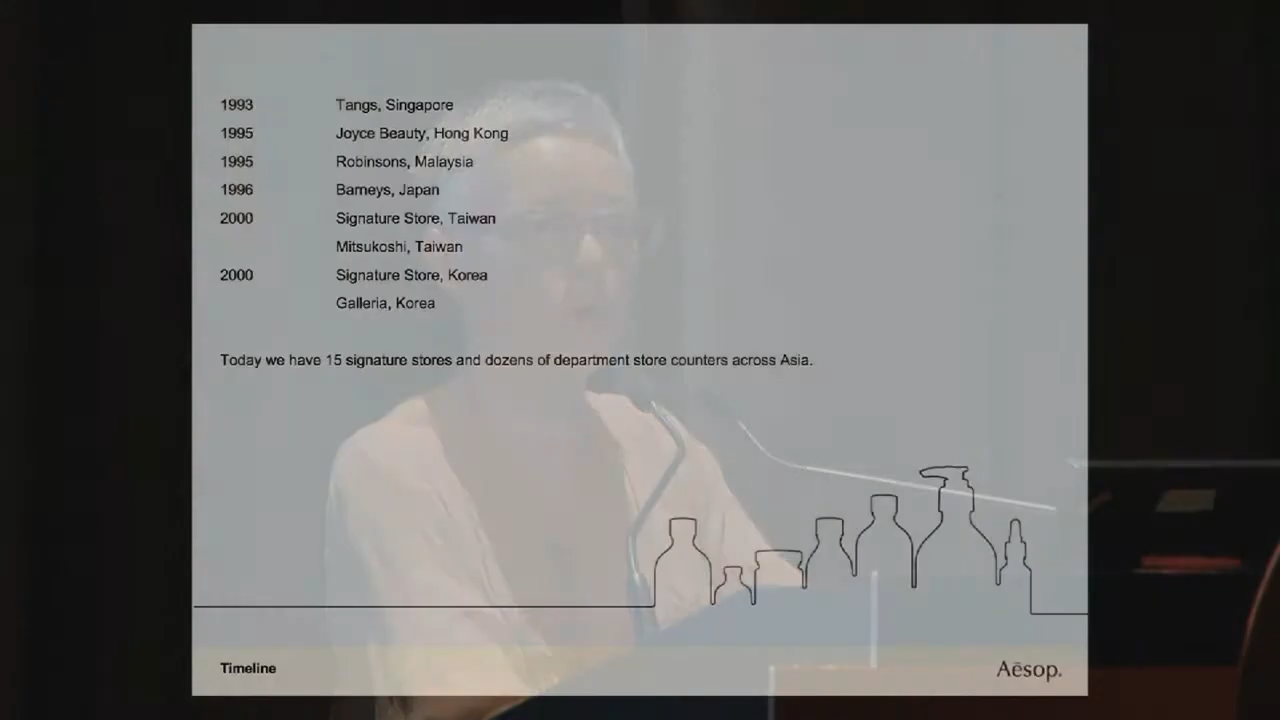 1993 Tangs, Singapore
1995 Joyce Beauty, Hong Kong
1995 Robinsons, Malaysia
1996 Barneys, Japan
2000 Signature Store, Taiwan
Mitsukoshi, Taiwan
2000 Signature Store, Korea
Galleria, Korea
Today we have 15 signature stores and dozens of department store counters across Asia.
Timeline
Aēsop.